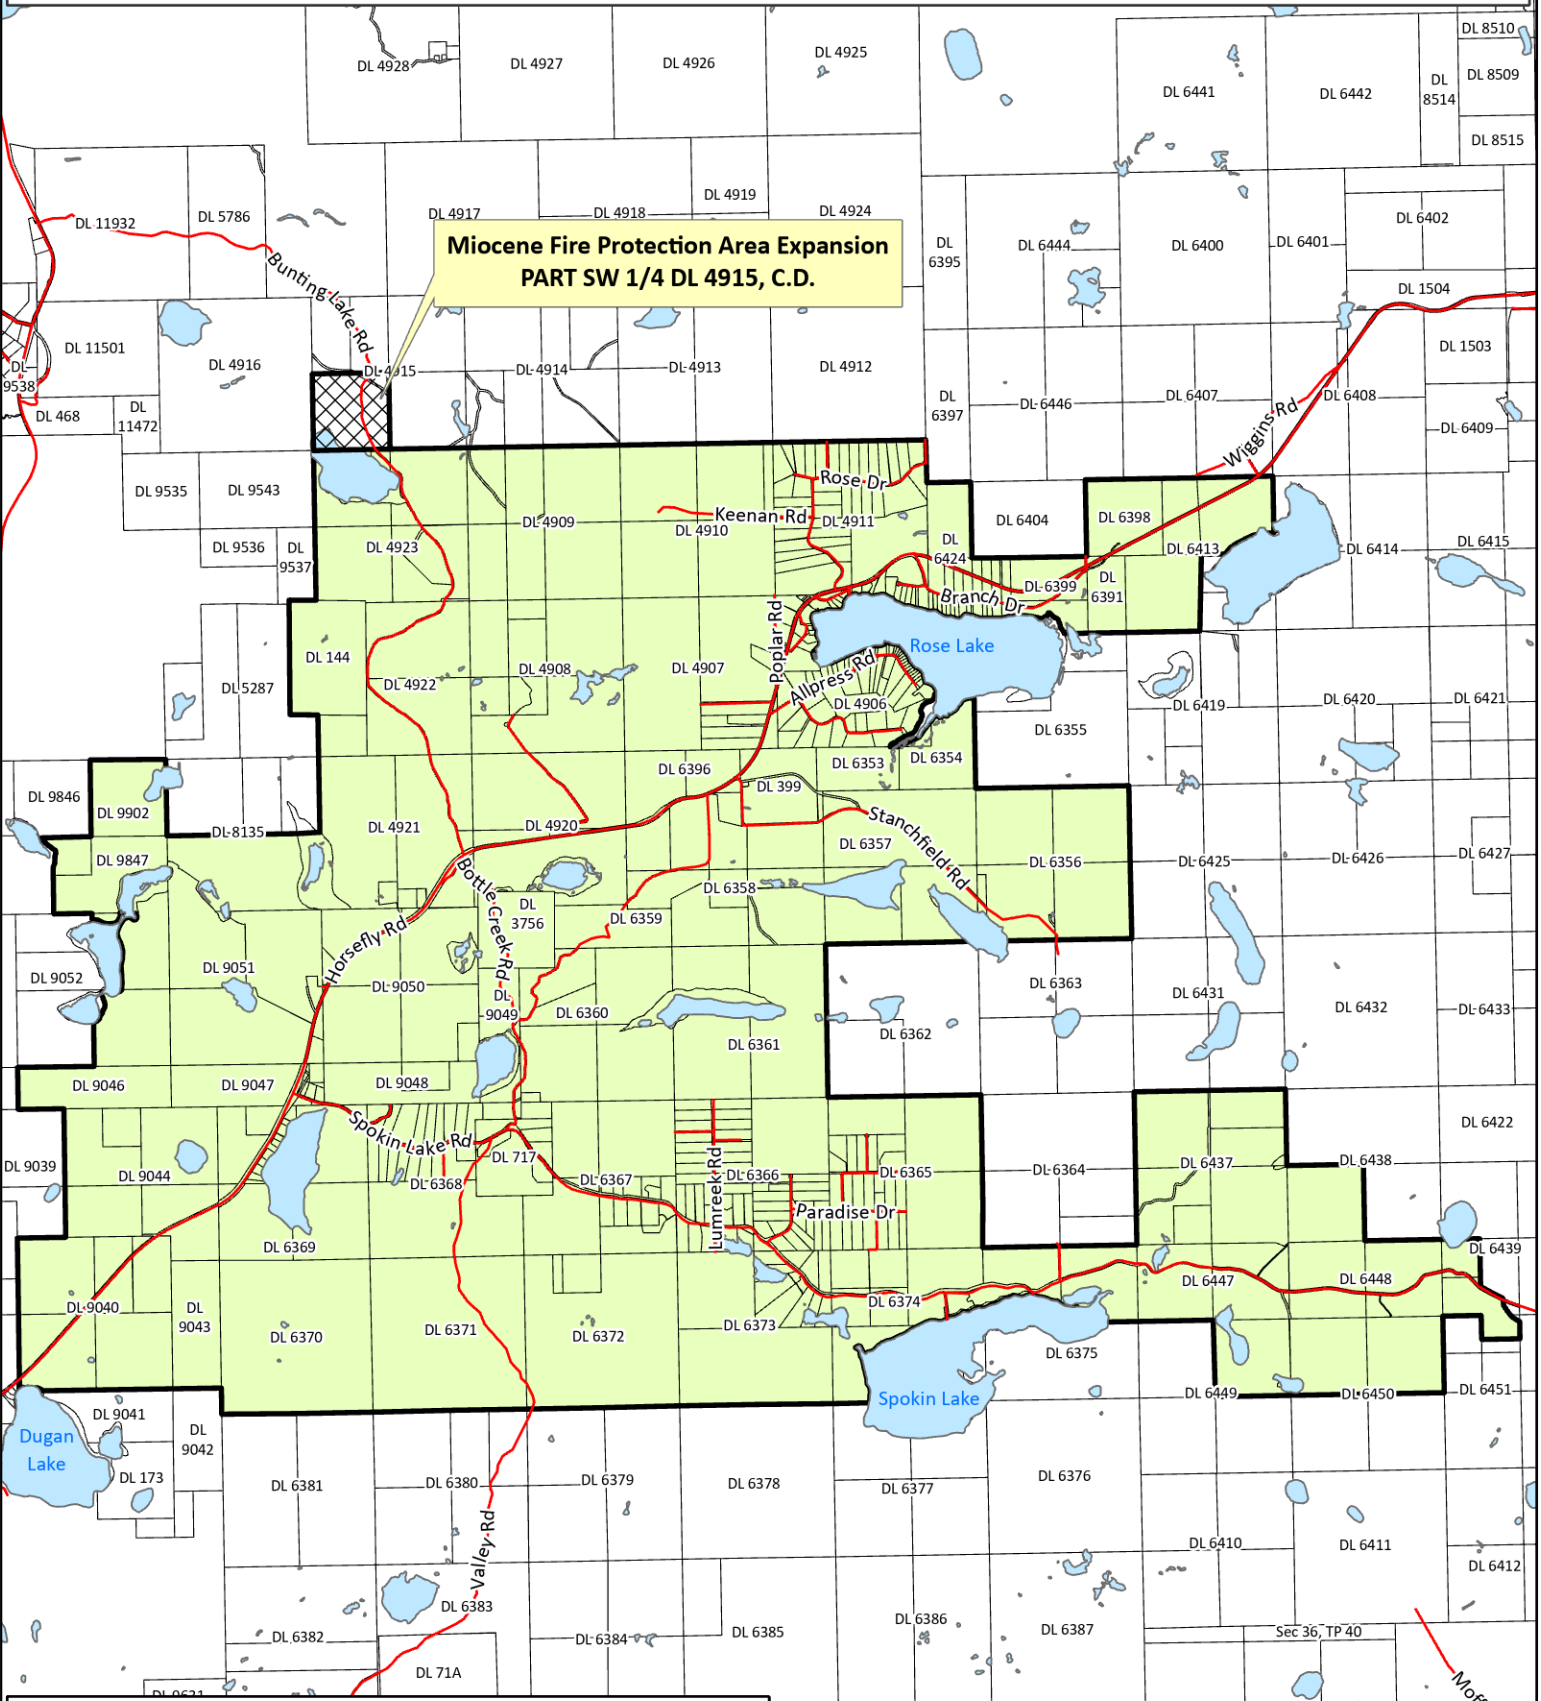 DL 8510
DL 4928
DL 4927
DL 4926
DL 4925
DL 6441
DL 6442
DL
8514
DL 8509
DL 8515
DL 11932
DL 5786
DL 4917
DL 4918
DL 4919
DL 4924
DL
6395
DL 6444
DL 6400
DL 6401
DL 6402
Miocene Fire Protection Area Expansion
PART SW 1/4 DL 4915, C.D.
Bunting Lake Rd
DL 1504
DL 11501
DL
9538
DL 4916
DL 4915
DL 4914
DL 4913
DL 4912
DL 1503
DL 468
DL
11472
DL
6397
DL 6446
DL 6407
DL 6408
Wiggins Rd
DL 6409
DL 9535
DL 9543
Rose Dr
DL 4909
Keenan Rd
DL 4910
DL 4911
DL 6404
DL 6398
DL 9536
DL
9537
DL 4923
DL
6424
DL 6413
DL 6414
DL 6415
DL 6399
DL
6391
Branch Dr
Poplar Rd
Rose Lake
DL 144
DL 5287
DL 4922
DL 4908
DL 4907
Allpress Rd
DL 4906
DL 6419
DL 6420
DL 6421
DL 6355
DL 6396
DL 6353
DL 6354
DL 399
DL 9846
DL 9902
DL 8135
DL 4921
DL 4920
Stanchfield Rd
DL 6357
DL 9847
DL 6356
DL 6425
DL 6426
DL 6427
Bottle Creek Rd
DL
3756
DL 6358
DL 6359
Horsefly Rd
DL 9052
DL 9051
DL 9050
DL
9049
DL 6360
DL 6361
DL 6362
DL 6363
DL 6431
DL 6432
DL 6433
DL 9046
DL 9047
DL 9048
Spokin Lake Rd
DL 6422
DL 9039
DL 9044
DL 717
DL 6368
DL 6367
Lumreek Rd
DL 6366
DL 6365
DL 6364
DL 6437
DL 6438
Paradise Dr
DL 6369
DL 6439
DL 9040
DL
9043
DL 6370
DL 6371
DL 6372
DL 6373
DL 6374
DL 6447
DL 6448
DL 6375
Spokin Lake
DL 6449
DL 6450
DL 6451
DL 9041
Dugan
Lake
DL
9042
DL 173
DL 6381
DL 6380
DL 6379
DL 6378
DL 6377
DL 6376
Valley Rd
DL 6410
DL 6411
DL 6412
DL 6383
DL 6382
DL 6384
DL 6385
DL 6386
DL 6387
Sec 36, TP 40
DL 71A